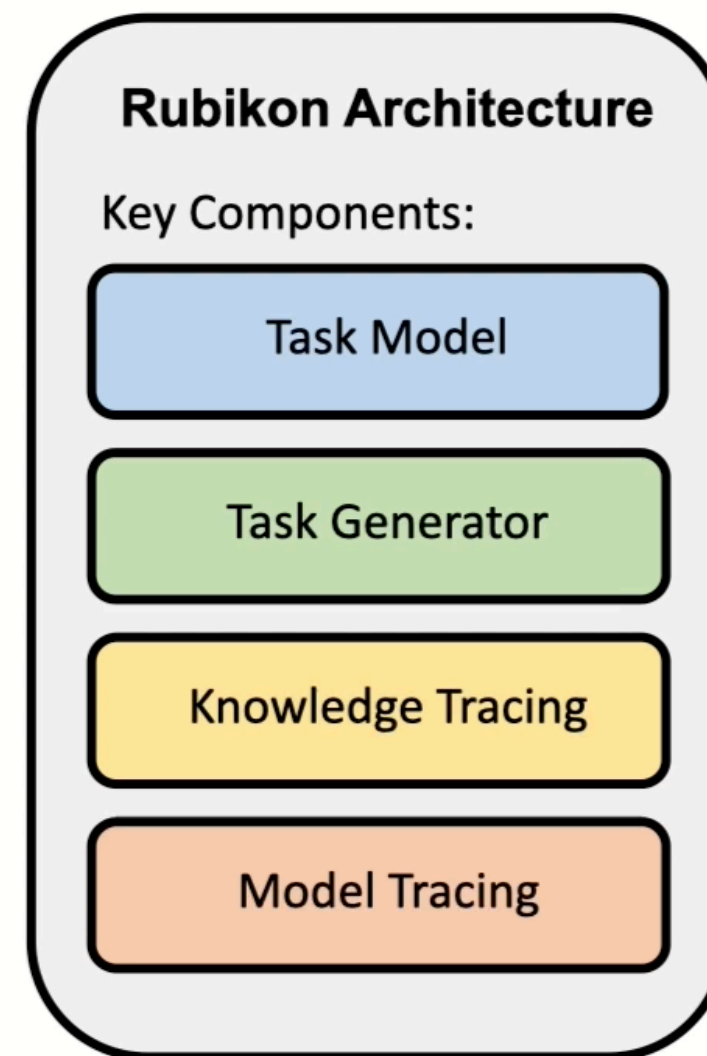 Rubikon Architecture
Key Components:
Task Model
Task Generator
Knowledge Tracing
Model Tracing